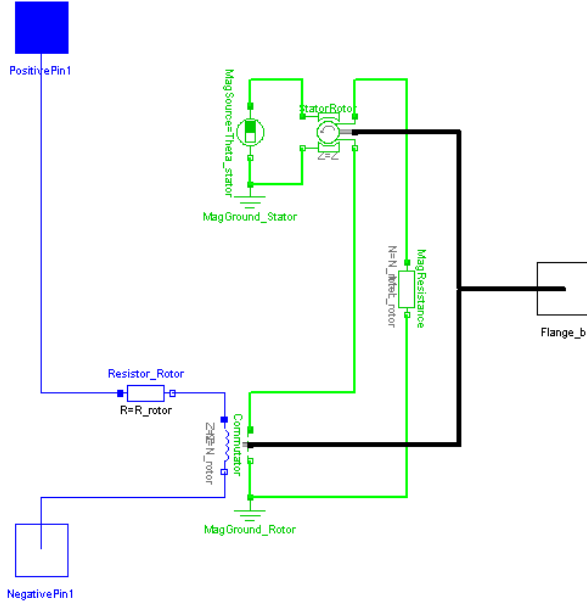 PositivePin1
MagSource=Theta_stator
StatorRotor
Z=Z
MagGround_Stator
MagResistance
Flange_b
Resistor_Rotor
R=R_rotor
Commutator
MagGround_Rotor
NegativePin1